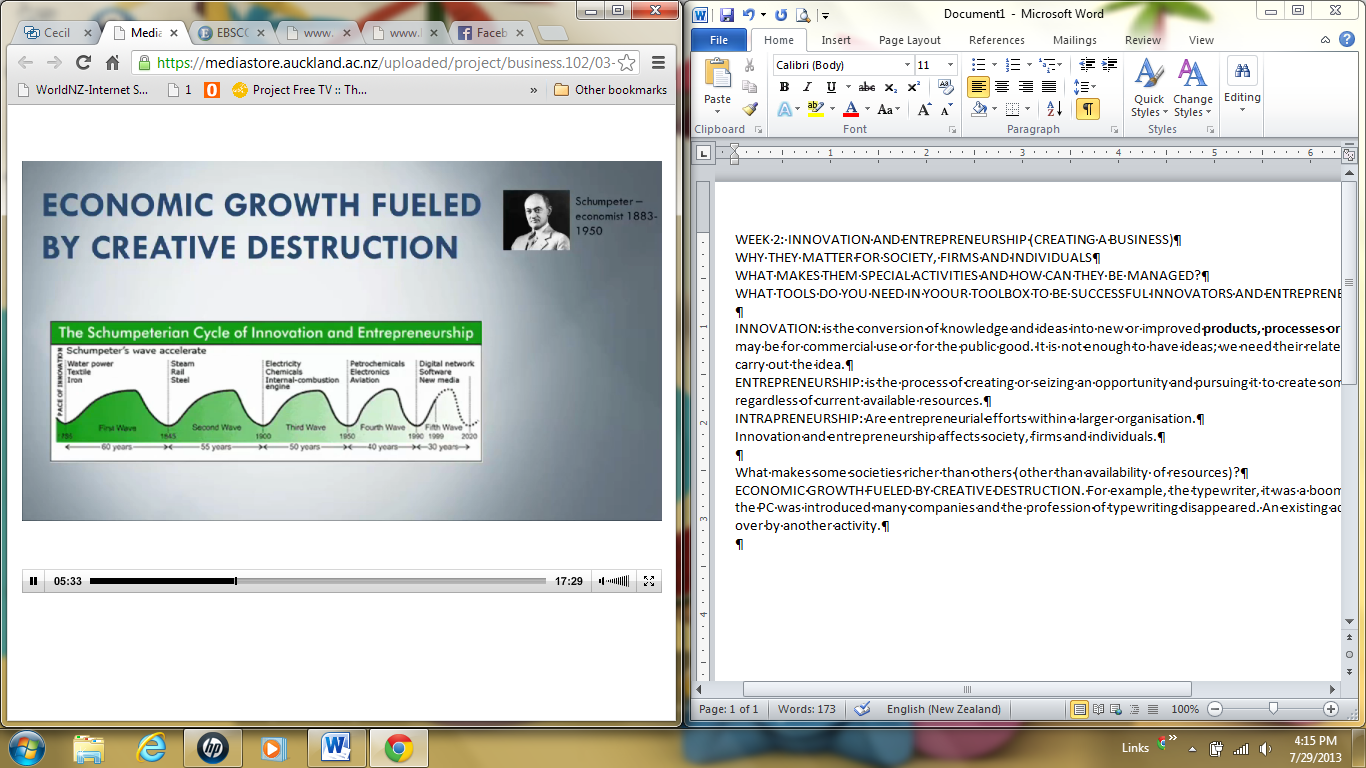 Cecil
Media
EBSCO
www.
www.l
Faceb
https://mediastore.auckland.ac.nz/uploaded/project/business.102/03-
WorldNZ-Internet S...
1
Project Free TV :: Th...
»
Other bookmarks
ECONOMIC GROWTH FUELED
BY CREATIVE DESTRUCTION
Schumpeter –
economist 1883-
1950
The Schumpeterian Cycle of Innovation and Entrepreneurship
Schumpeter's wave accelerate
PACE OF INNOVATION
Water power
Textile
Iron
Steam
Rail
Steel
Electricity
Chemicals
Internal-combustion
engine
Petrochemicals
Electronics
Aviation
Digital network
Software
New media
First Wave
Second Wave
Third Wave
Fourth Wave
Fifth Wave
1845
1900
1950
1990
1999
2020
60 years
55 years
50 years
40 years
30 years
05:33
17:29
Document1 - Microsoft Word
File
Home
Insert
Page Layout
References
Mailings
Review
View
Paste
Clipboard
Calibri (Body)
11
Font
Paragraph
Quick
Styles
Change
Styles
Styles
Editing
1 2 3 4 5 6
WEEK 2: INNOVATION AND ENTREPRENEURSHIP (CREATING A BUSINESS)¶
WHY THEY MATTER FOR SOCIETY, FIRMS AND INDIVIDUALS¶
WHAT MAKES THEM SPECIAL ACTIVITIES AND HOW CAN THEY BE MANAGED?¶
WHAT TOOLS DO YOU NEED IN YOOUR TOOLBOX TO BE SUCCESSFUL INNOVATORS AND ENTREPRENE
¶
INNOVATION: is the conversion of knowledge and ideas into new or improved products, processes or
may be for commercial use or for the public good. It is not enough to have ideas; we need their relate
carry out the idea.¶
ENTREPRENEURSHIP: is the process of creating or seizing an opportunity and pursuing it to create som
regardless of current available resources.¶
INTRAPRENEURSHIP: Are entrepreneurial efforts within a larger organisation.¶
Innovation and entrepreneurship affects society, firms and individuals.¶
¶
What makes some societies richer than others (other than availability of resources)?¶
ECONOMIC GROWTH FUELED BY CREATIVE DESTRUCTION. For example, the typewriter, it was a boom
the PC was introduced many companies and the profession of typewriting disappeared. An existing ac
over by another activity.¶
¶
Page: 1 of 1
Words: 173
English (New Zealand)
100%
Links
4:15 PM
7/29/2013